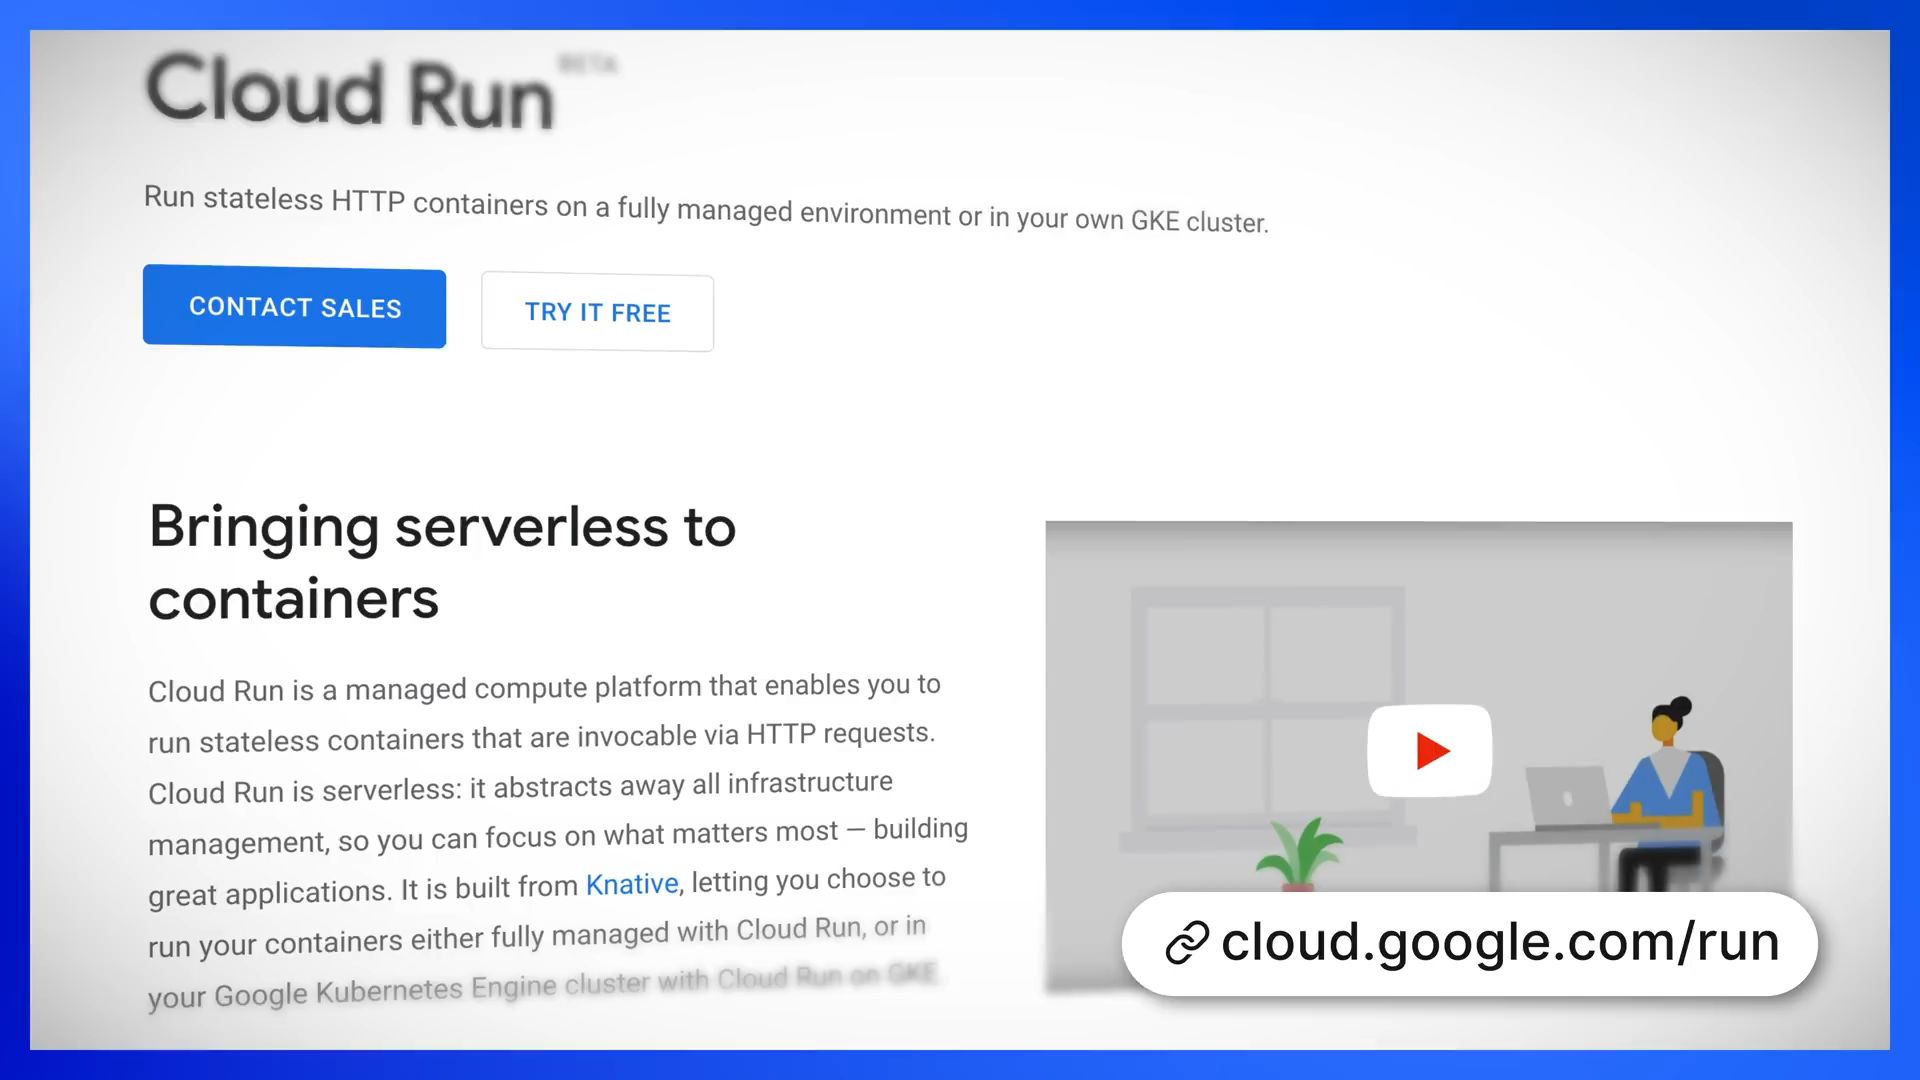 Cloud Run BETA
Run stateless HTTP containers on a fully managed environment or in your own GKE cluster.
CONTACT SALES
TRY IT FREE
Bringing serverless to
containers
Cloud Run is a managed compute platform that enables you to
run stateless containers that are invocable via HTTP requests.
Cloud Run is serverless: it abstracts away all infrastructure
management, so you can focus on what matters most — building
great applications. It is built from Knative, letting you choose to
run your containers either fully managed with Cloud Run, or in
your Google Kubernetes Engine cluster with Cloud Run on GKE.
cloud.google.com/run